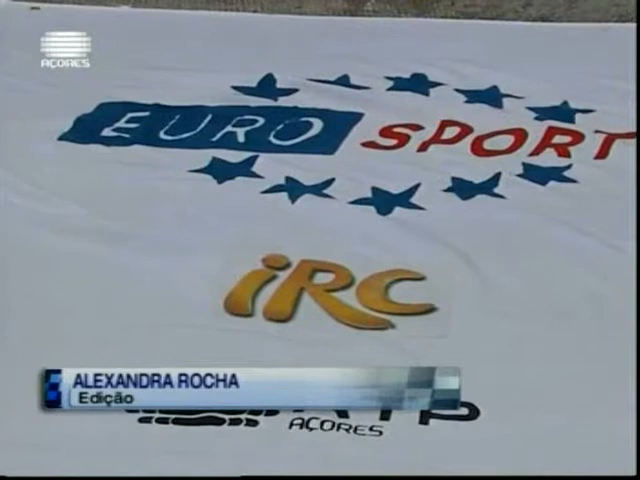 AÇORES
EURO SPORT
iRC
ALEXANDRA ROCHA
Edição
AÇORES